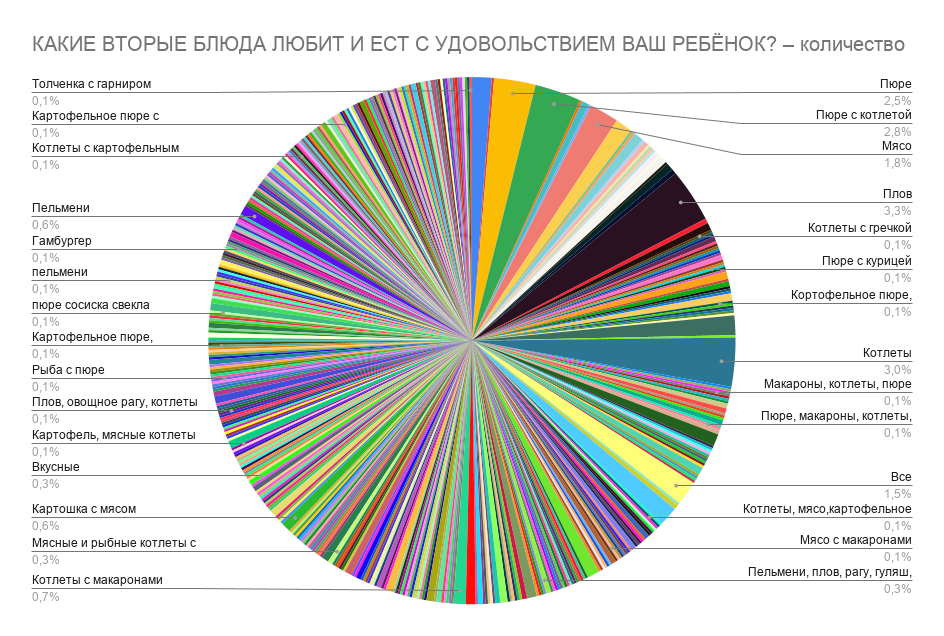 КАКИЕ ВТОРЫЕ БЛЮДА ЛЮБИТ И ЕСТ С УДОВОЛЬСТВИЕМ ВАШ РЕБЁНОК? – количество
Толченка с гарниром
0,1%
Картофельное пюре с
0,1%
Котлеты с картофельным
0,1%
Пельмени
0,6%
Гамбургер
0,1%
пельмени
0,1%
пюре сосиска свекла
0,1%
Картофельное пюре,
0,1%
Рыба с пюре
0,1%
Плов, овощное рагу, котлеты
0,1%
Картофель, мясные котлеты
0,1%
Вкусные
0,3%
Картошка с мясом
0,6%
Мясные и рыбные котлеты с
0,3%
Котлеты с макаронами
0,7%
Пюре
2,5%
Пюре с котлетой
2,8%
Мясо
1,8%
Плов
3,3%
Котлеты с гречкой
0,1%
Пюре с курицей
0,1%
Кортофельное пюре,
0,1%
Котлеты
3,0%
Макароны, котлеты, пюре
0,1%
Пюре, макароны, котлеты,
0,1%
Все
1,5%
Котлеты, мясо,картофельное
0,1%
Мясо с макаронами
0,1%
Пельмени, плов, рагу, гуляш,
0,3%